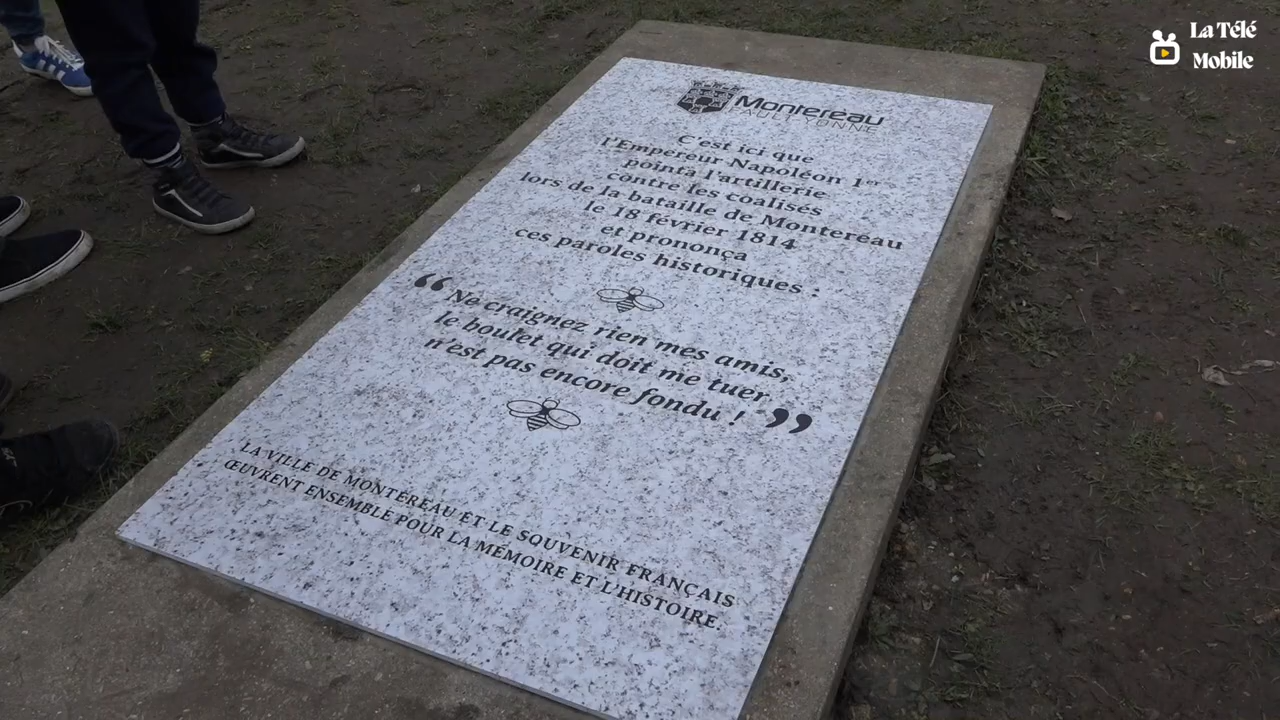 La Télé
Mobile
Montereau
FAULT-YONNE
C'est ici que
l'Empereur Napoléon 1er
pointa l'artillerie
contre les coalisés
lors de la bataille de Montereau
le 18 février 1814
et prononça
ces paroles historiques :
“ Ne craignez rien mes amis,
le boulet qui doit me tuer
n'est pas encore fondu ! ”
LA VILLE DE MONTEREAU ET LE SOUVENIR FRANÇAIS
ŒUVRENT ENSEMBLE POUR LA MÉMOIRE ET L'HISTOIRE.